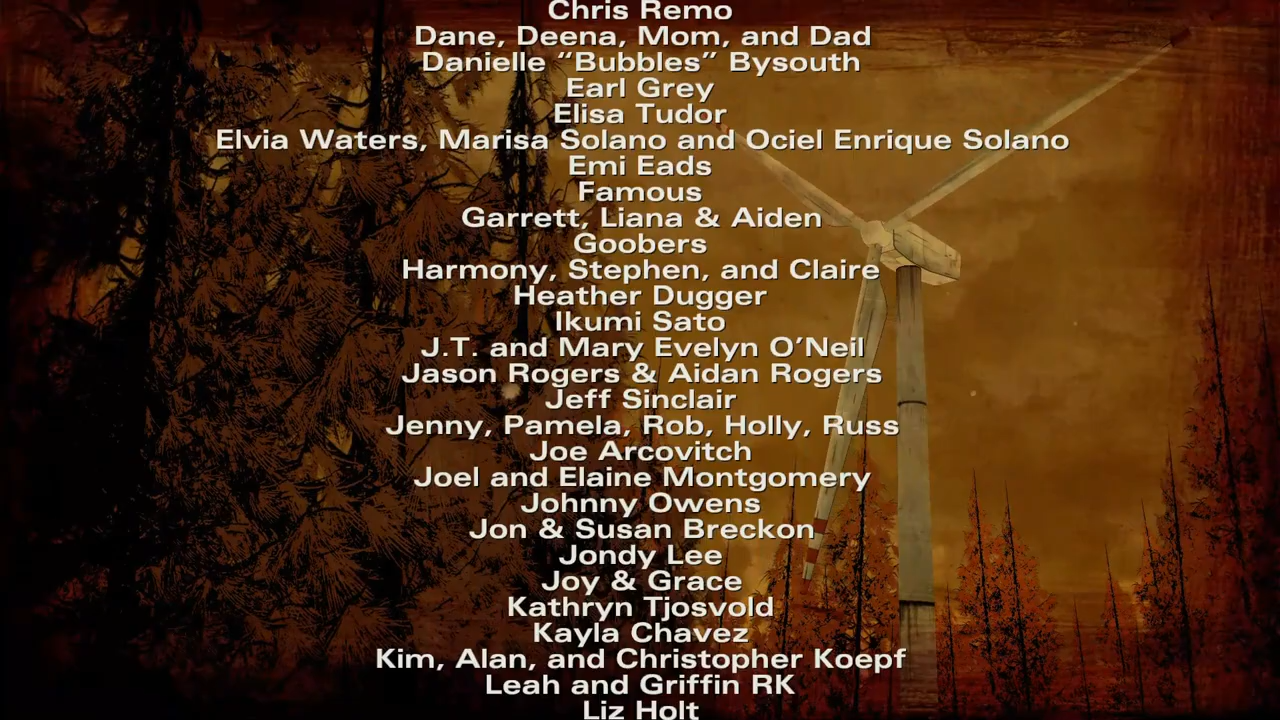 Chris Remo
Dane, Deena, Mom, and Dad
Danielle “Bubbles” Bysouth
Earl Grey
Elisa Tudor
Elvia Waters, Marisa Solano and Ociel Enrique Solano
Emi Eads
Famous
Garrett, Liana & Aiden
Goobers
Harmony, Stephen, and Claire
Heather Dugger
Ikumi Sato
J.T. and Mary Evelyn O’Neil
Jason Rogers & Aidan Rogers
Jeff Sinclair
Jenny, Pamela, Rob, Holly, Russ
Joe Arcovitch
Joel and Elaine Montgomery
Johnny Owens
Jon & Susan Breckon
Jondy Lee
Joy & Grace
Kathryn Tjosvold
Kayla Chavez
Kim, Alan, and Christopher Koepf
Leah and Griffin RK
Liz Holt